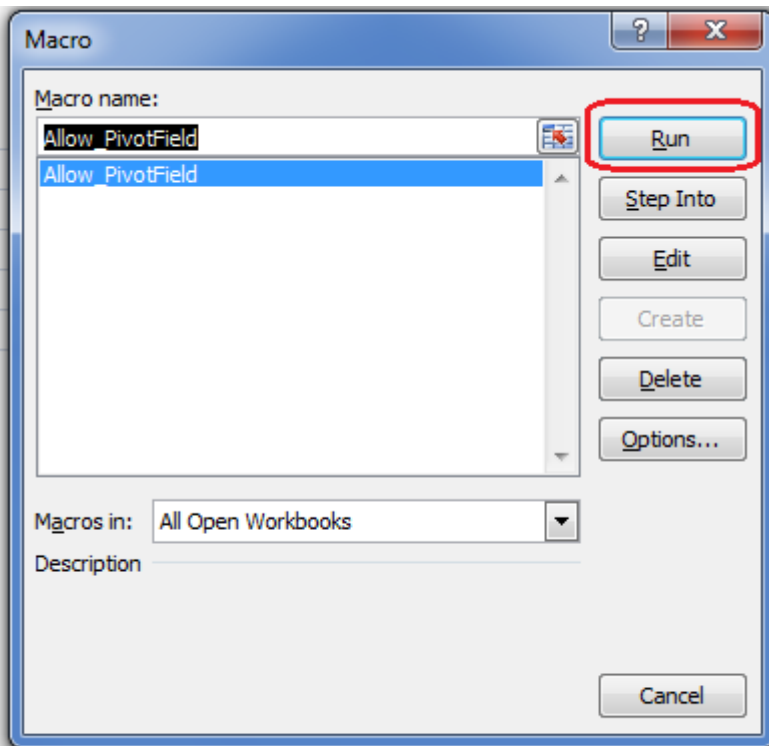 Macro
?
X
Macro name:
Allow_PivotField
Run
Allow_PivotField
Step Into
Edit
Create
Delete
Options...
Macros in: All Open Workbooks
Description
Cancel